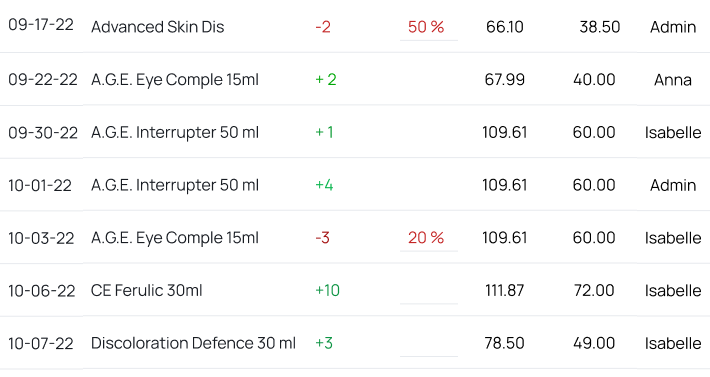 09-17-22 Advanced Skin Dis -2 50 % 66.10 38.50 Admin
09-22-22 A.G.E. Eye Comple 15ml + 2 67.99 40.00 Anna
09-30-22 A.G.E. Interrupter 50 ml + 1 109.61 60.00 Isabelle
10-01-22 A.G.E. Interrupter 50 ml +4 109.61 60.00 Admin
10-03-22 A.G.E. Eye Comple 15ml -3 20 % 109.61 60.00 Isabelle
10-06-22 CE Ferulic 30ml +10 111.87 72.00 Isabelle
10-07-22 Discoloration Defence 30 ml +3 78.50 49.00 Isabelle